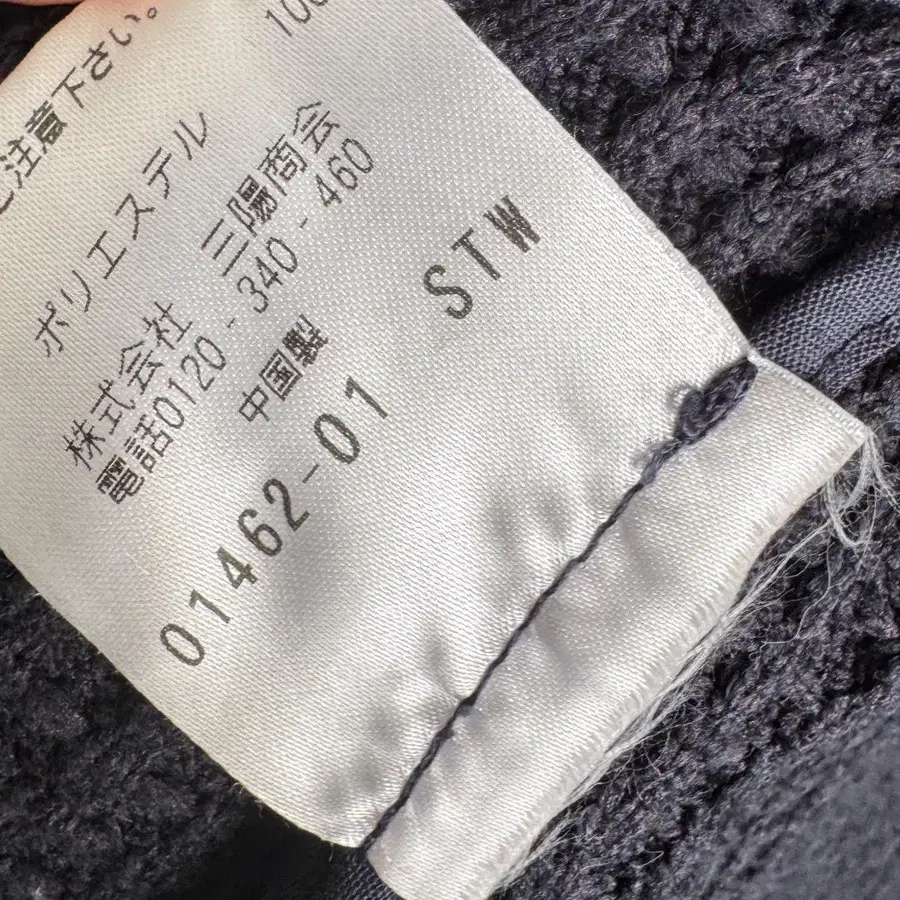 ご注意下さい。
ポリエステル 100
株式会社 三陽商会
電話0120-340-460
中国製
01462-01 STW